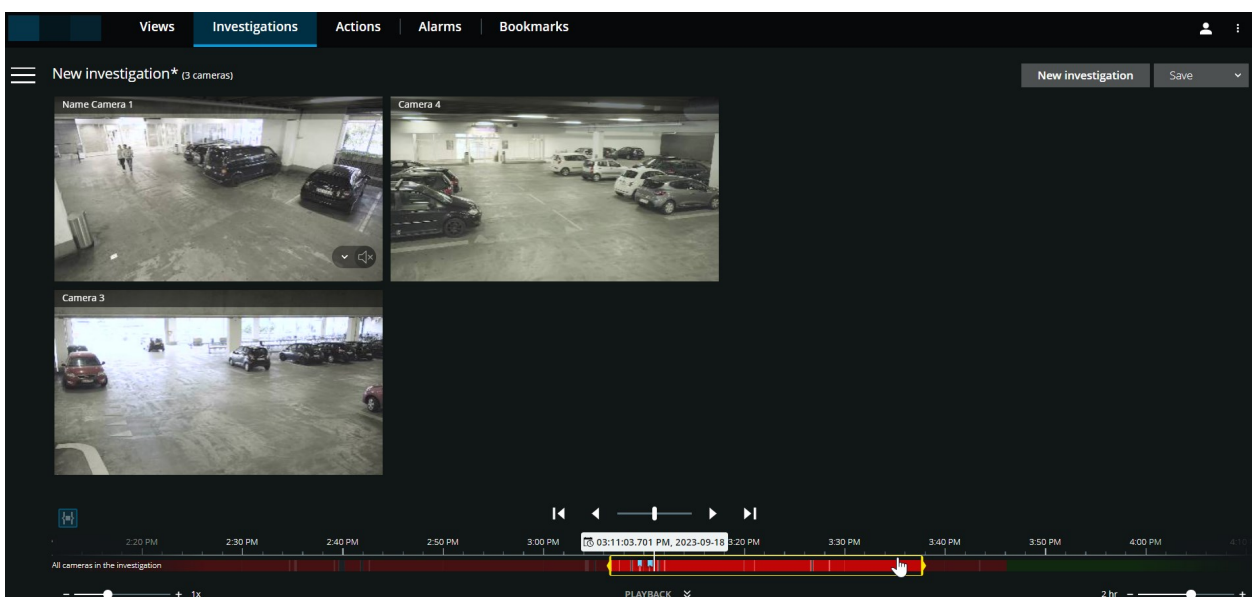 Views Investigations Actions Alarms Bookmarks
New investigation* (3 cameras) New investigation Save
Name Camera 1
Camera 4
Camera 3
2:20 PM 2:30 PM 2:40 PM 2:50 PM 3:00 PM 03:11:03.701 PM, 2023-09-18 3:20 PM 3:30 PM 3:40 PM 3:50 PM 4:00 PM
All cameras in the investigation
- + 1x PLAYBACK 2 hr - +